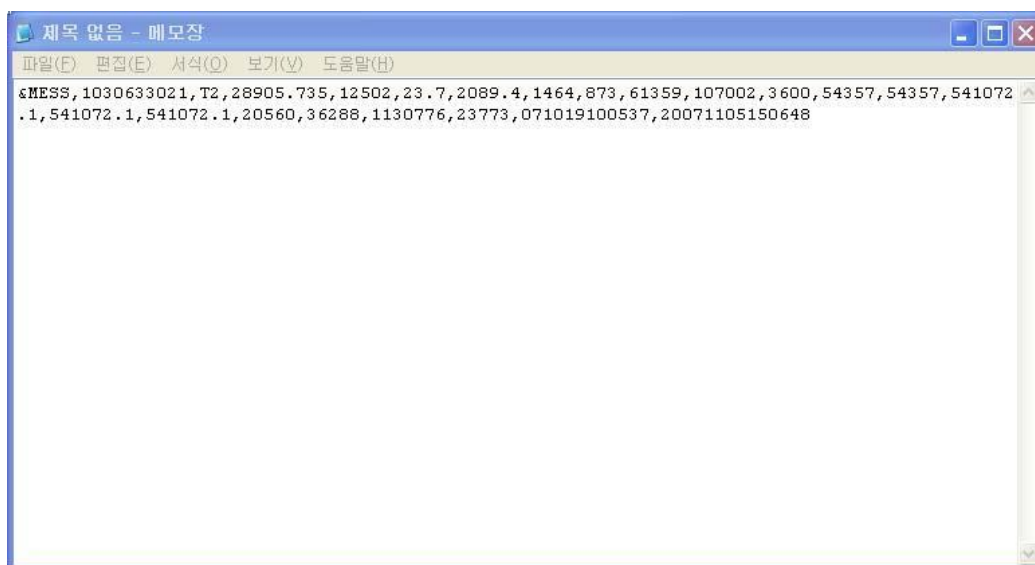 제목 없음 - 메모장
파일(F) 편집(E) 서식(O) 보기(V) 도움말(H)
&MESS,1030633021,T2,28905.735,12502,23.7,2089.4,1464,873,61359,107002,3600,54357,54357,541072
.1,541072.1,541072.1,20560,36288,1130776,23773,071019100537,20071105150648